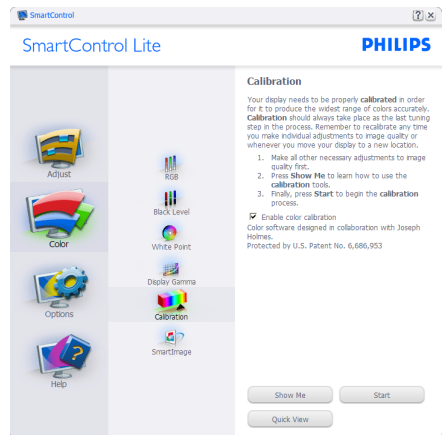 SmartControl
SmartControl Lite
PHILIPS
Adjust
Color
Options
Help
RGB
Black Level
White Point
Display Gamma
Calibration
SmartImage
Calibration
Your display needs to be properly calibrated in order
for it to produce the widest range of colors accurately.
Calibration should always take place as the last tuning
step in the process. Remember to recalibrate any time
you make individual adjustments to image quality or
whenever you move your display to a new location.
1. Make all other necessary adjustments to image
quality first.
2. Press Show Me to learn how to use the
calibration tools.
3. Finally, press Start to begin the calibration
process.
Enable color calibration
Color software designed in collaboration with Joseph
Holmes.
Protected by U.S. Patent No. 6,686,953
Show Me
Start
Quick View